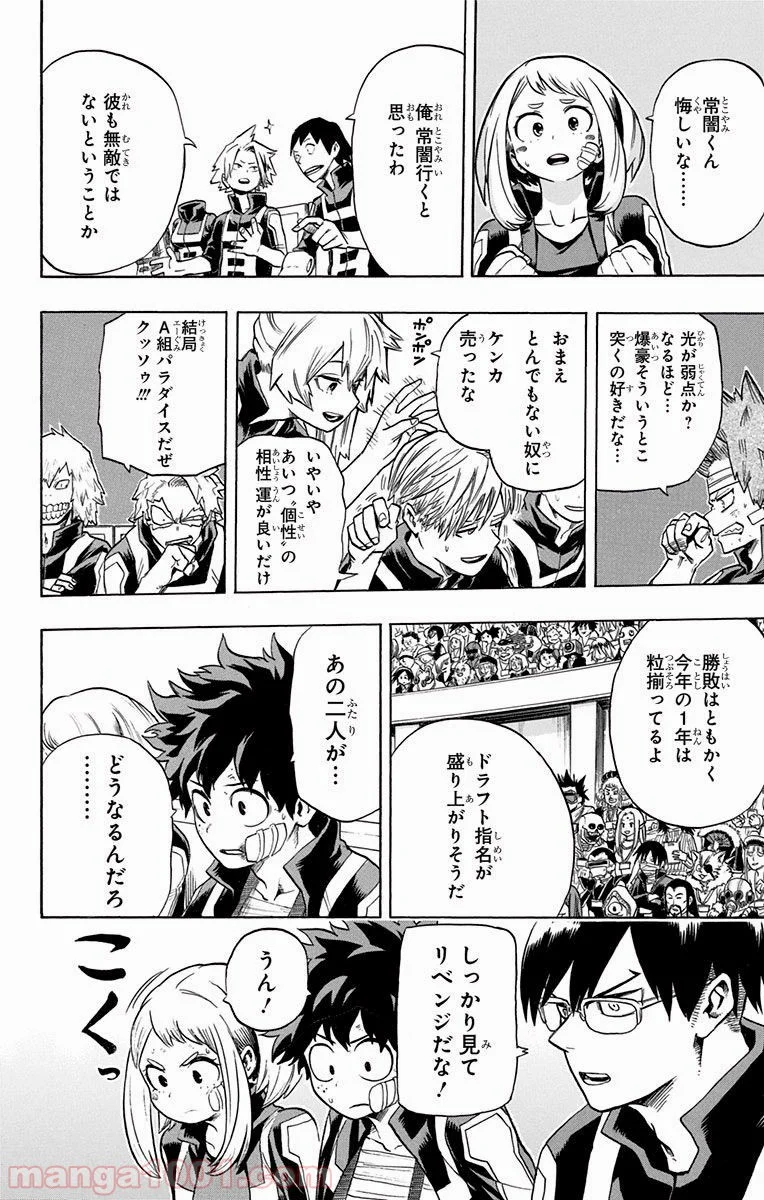 常闇くん
悔しいな……
俺 常闇行くと
思ったわ
彼も無敵では
ないということか
光が弱点か?
なるほど…
爆豪そういうとこ
突くの好きだな…
おまえ
とんでもない奴に
ケンカ
売ったな
ポンポン
いやいや
あいつ〝個性〟の
相性運が良いだけ
結局
A組パラダイスだぜ
クッソゥ!!!
勝敗はともかく
今年の1年は
粒揃ってるよ
ドラフト指名が
盛り上がりそうだ
あの二人が…
どうなるんだろ
………
しっかり見て
リベンジだな!
うん!
こくっ
manga1001.com